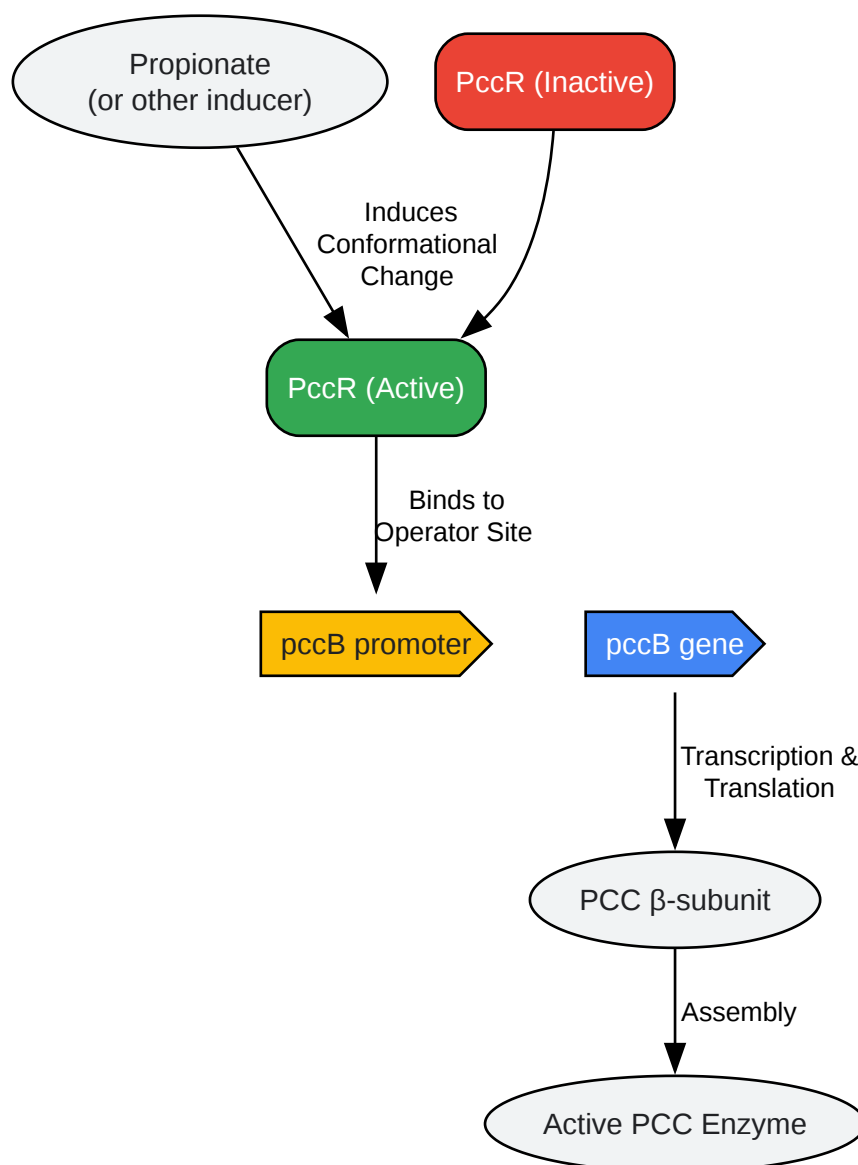 Propionate
(or other inducer)
PccR (Inactive)
Induces
Conformational
Change
PccR (Active)
Binds to
Operator Site
pccB promoter
pccB gene
Transcription &
Translation
PCC β-subunit
Assembly
Active PCC Enzyme